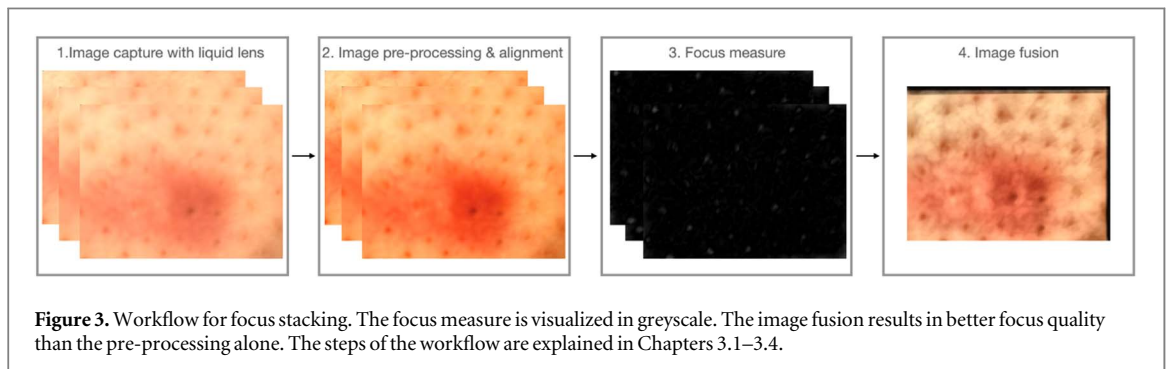 1.Image capture with liquid lens
2. Image pre-processing & alignment
3. Focus measure
4. Image fusion
Figure 3. Workflow for focus stacking. The focus measure is visualized in greyscale. The image fusion results in better focus quality
than the pre-processing alone. The steps of the workflow are explained in Chapters 3.1–3.4.